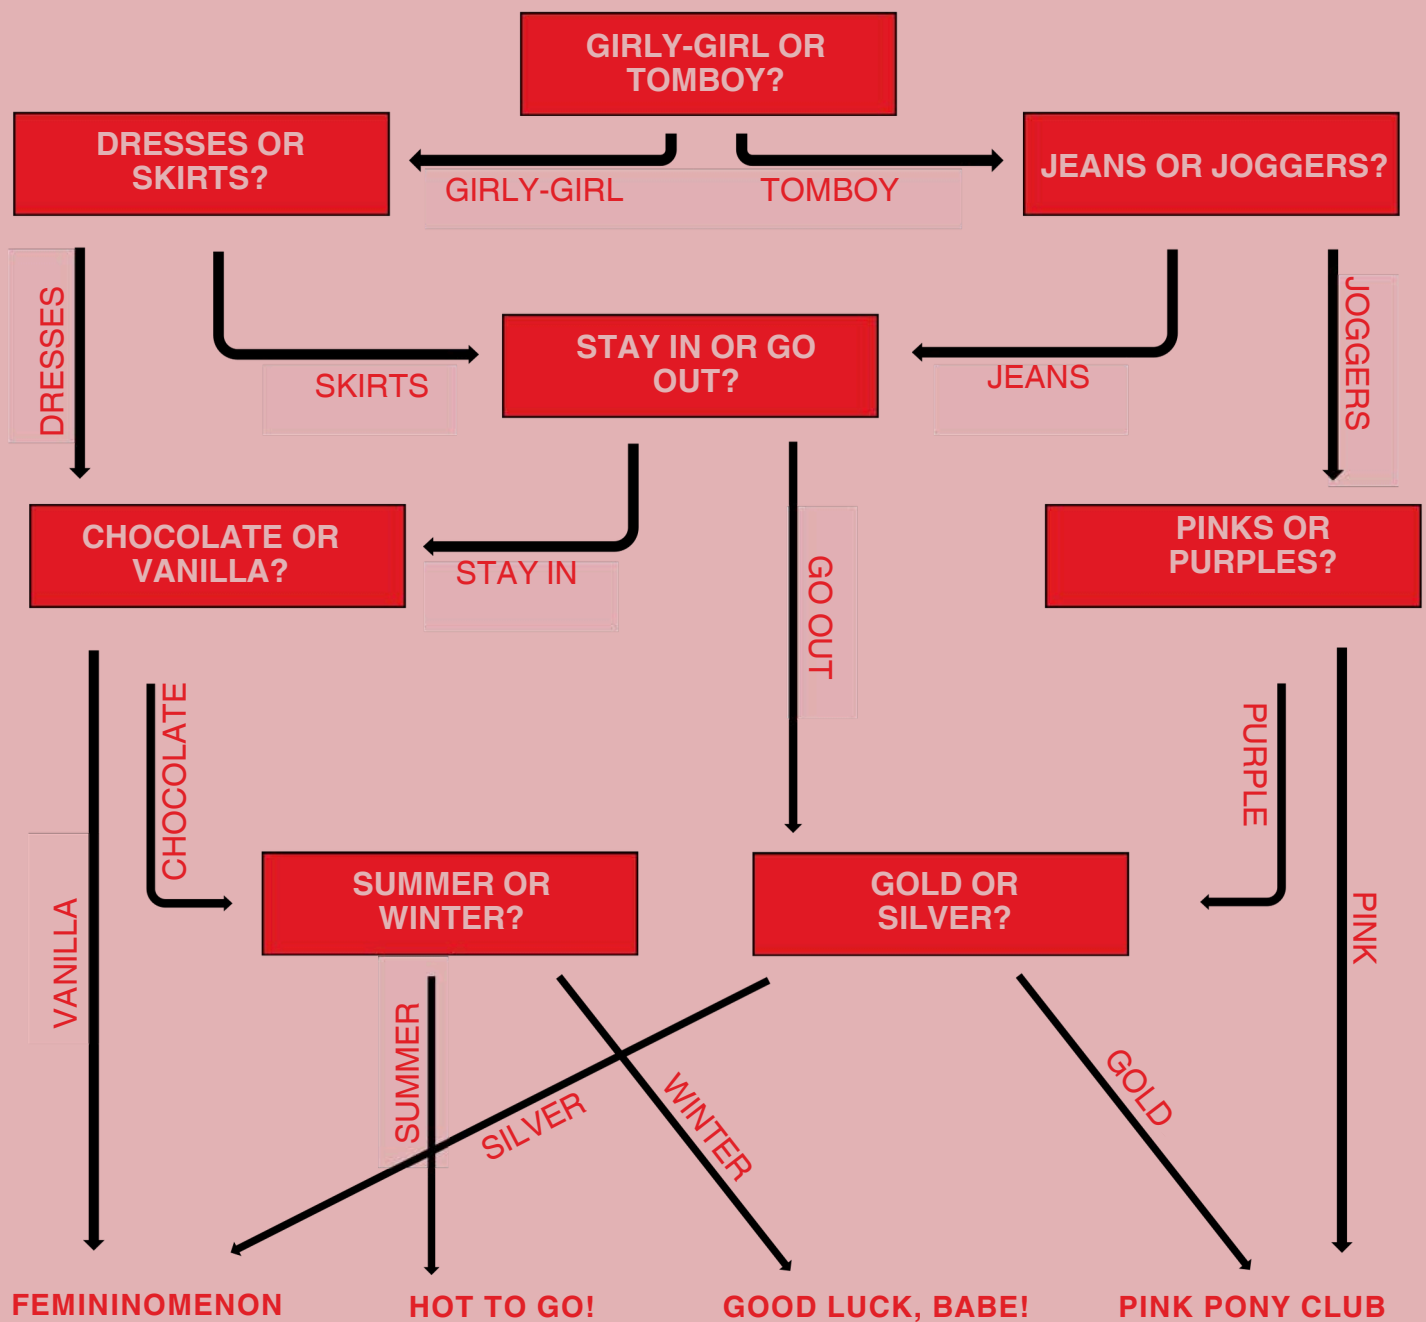 GIRLY-GIRL OR
TOMBOY?
DRESSES OR
SKIRTS?
JEANS OR JOGGERS?
GIRLY-GIRL
TOMBOY
DRESSES
SKIRTS
STAY IN OR GO
OUT?
JEANS
JOGGERS
CHOCOLATE OR
VANILLA?
STAY IN
GO OUT
PINKS OR
PURPLES?
CHOCOLATE
PURPLE
VANILLA
SUMMER OR
WINTER?
GOLD OR
SILVER?
PINK
SUMMER
SILVER
WINTER
GOLD
FEMININOMENON
HOT TO GO!
GOOD LUCK, BABE!
PINK PONY CLUB